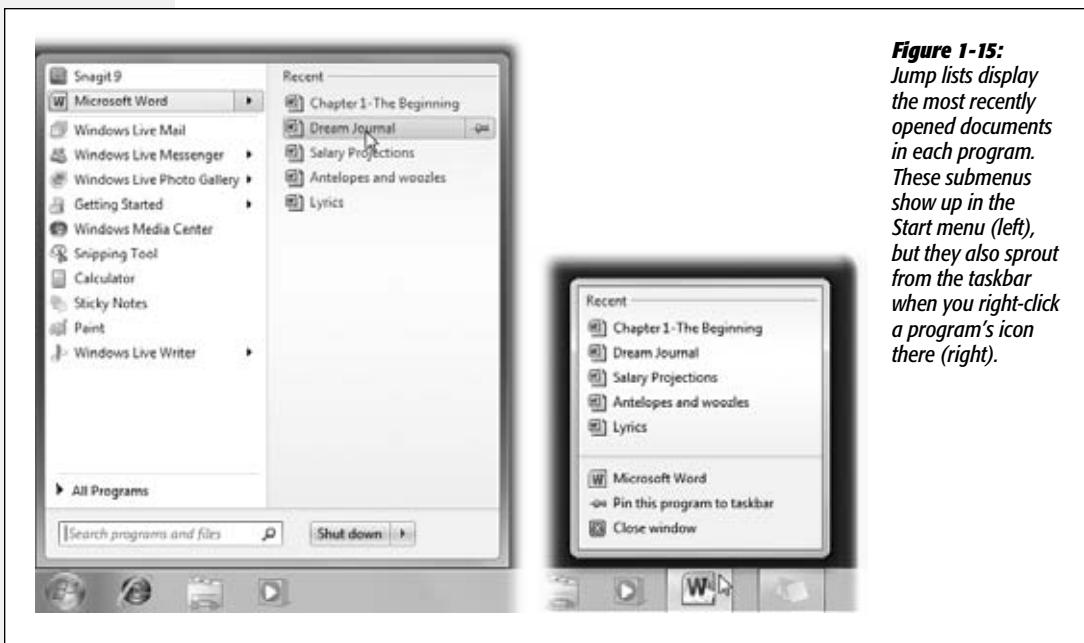 Snagit 9
Microsoft Word
Windows Live Mail
Windows Live Messenger
Windows Live Photo Gallery
Getting Started
Windows Media Center
Snipping Tool
Calculator
Sticky Notes
Paint
Windows Live Writer
All Programs
Search programs and files
Shut down
Recent
Chapter 1-The Beginning
Dream Journal
Salary Projections
Antelopes and woozles
Lyrics
Recent
Chapter 1-The Beginning
Dream Journal
Salary Projections
Antelopes and woozles
Lyrics
Microsoft Word
Pin this program to taskbar
Close window
Figure 1-15:
Jump lists display
the most recently
opened documents
in each program.
These submenus
show up in the
Start menu (left),
but they also sprout
from the taskbar
when you right-click
a program's icon
there (right).